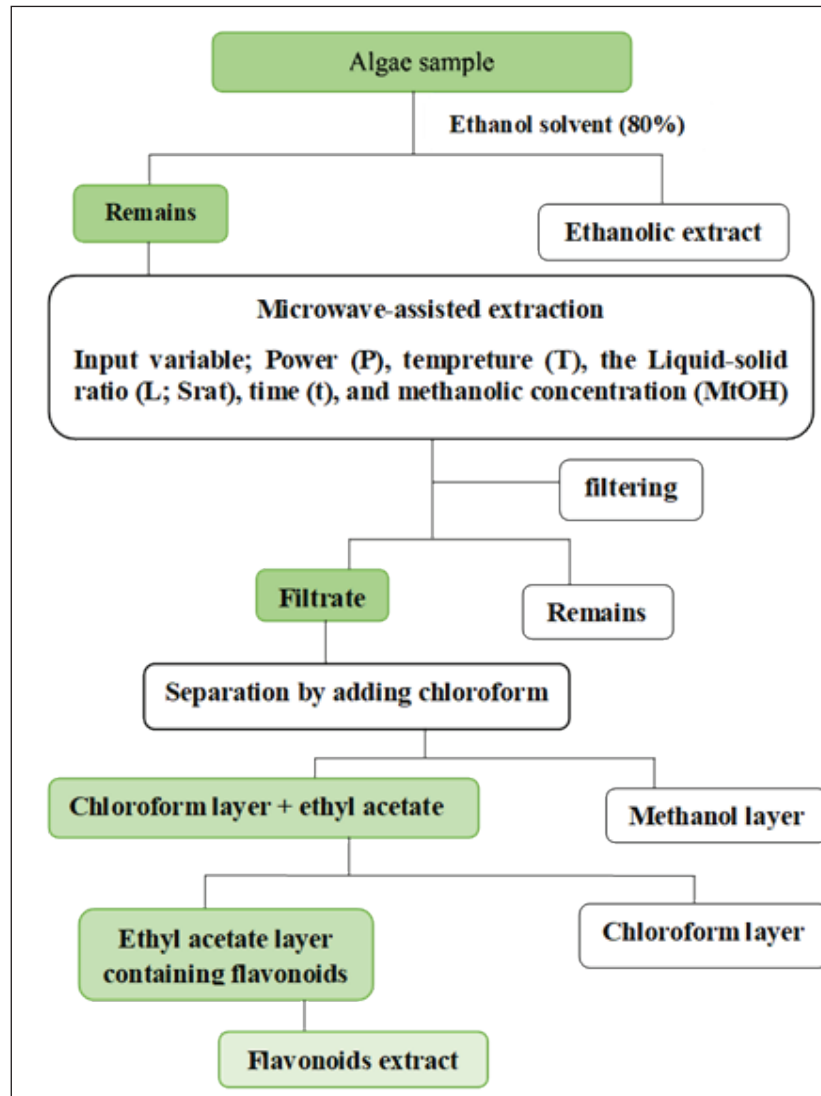 Algae sample
Ethanol solvent (80%)
Remains
Ethanolic extract
Microwave-assisted extraction
Input variable; Power (P), tempreture (T), the Liquid-solid
ratio (L; Srat), time (t), and methanolic concentration (MtOH)
filtering
Filtrate
Remains
Separation by adding chloroform
Chloroform layer + ethyl acetate
Methanol layer
Ethyl acetate layer
containing flavonoids
Chloroform layer
Flavonoids extract